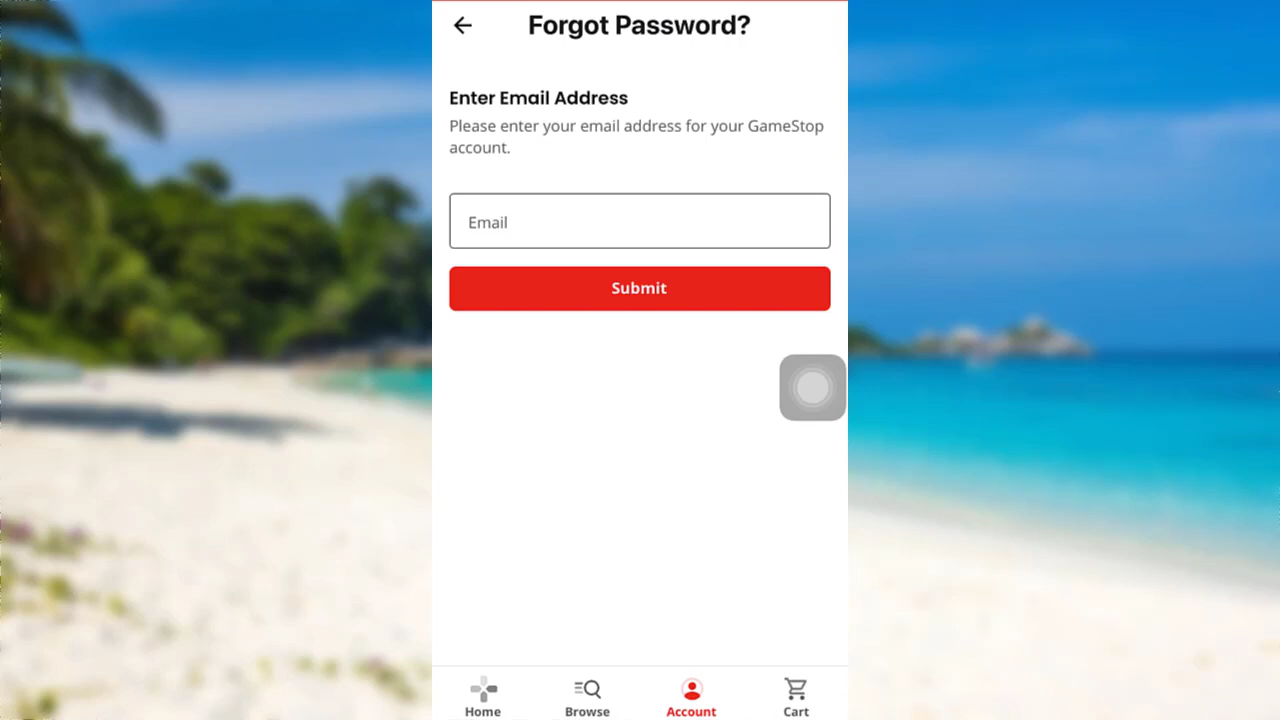 Forgot Password?
Enter Email Address
Please enter your email address for your GameStop
account.
Email
Submit
Home
Browse
Account
Cart